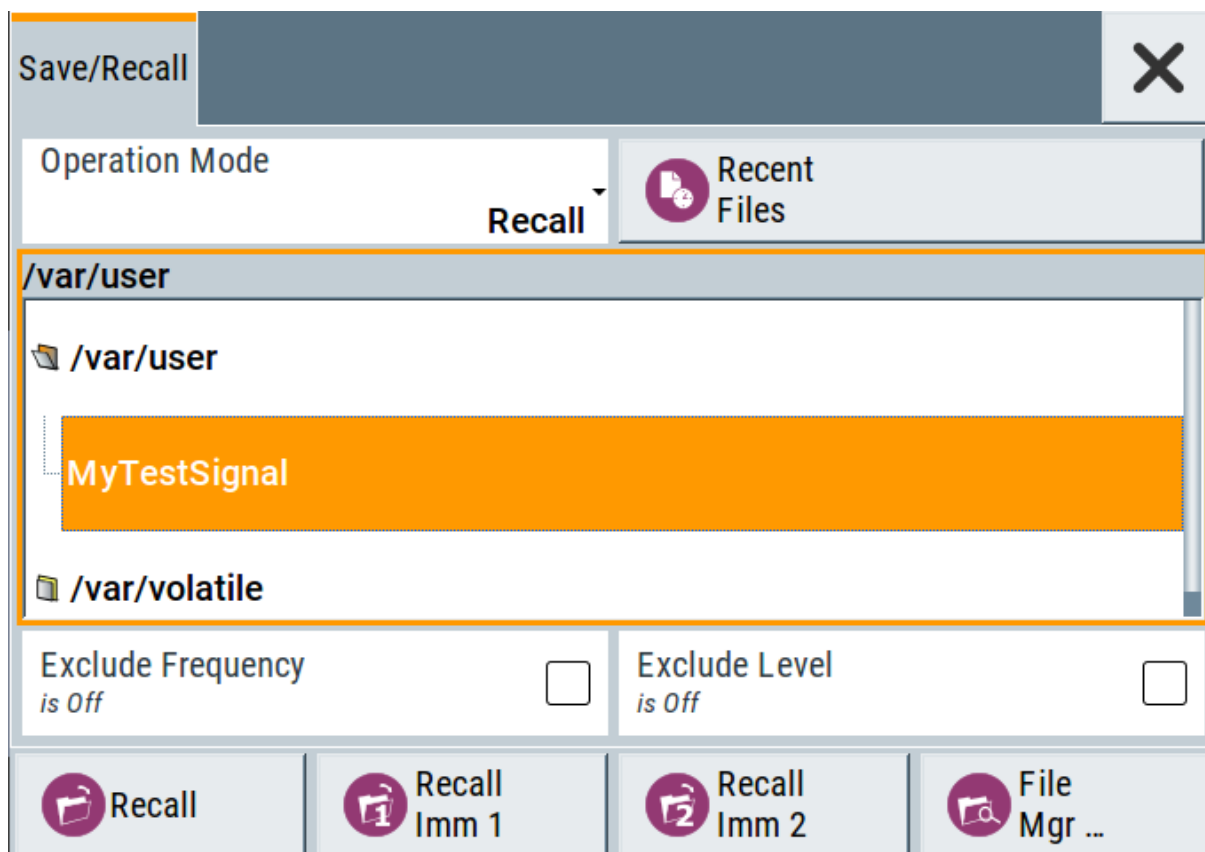 Save/Recall
Operation Mode
Recall
Recent
Files
/var/user
/var/user
MyTestSignal
/var/volatile
Exclude Frequency
is Off
Exclude Level
is Off
Recall
Recall
Imm 1
Recall
Imm 2
File
Mgr ...